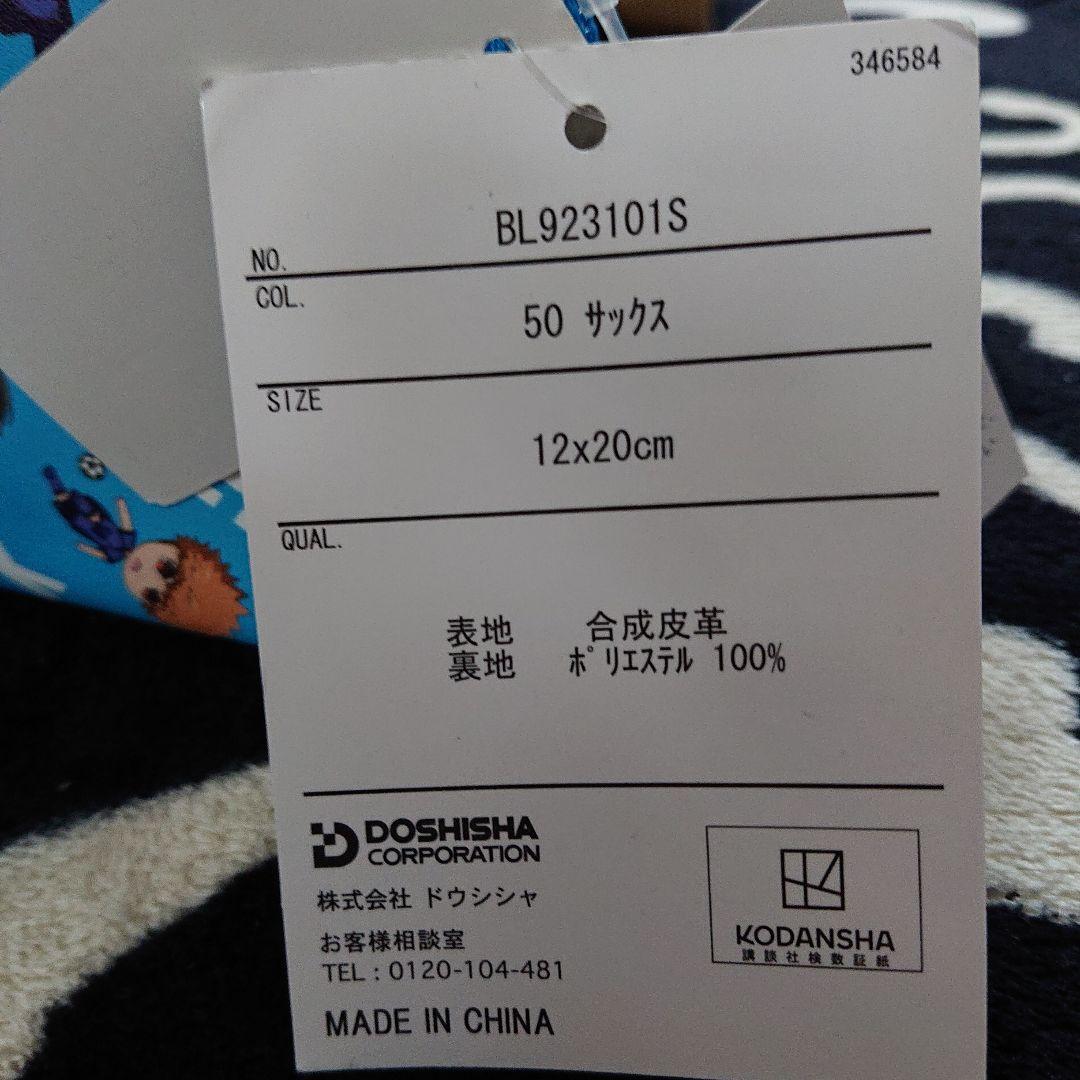 346584
NO.
BL923101S
COL.
50 ｻｯｸｽ
SIZE
12x20cm
QUAL.
表地 合成皮革
裏地 ﾎﾟﾘｴｽﾃﾙ 100%
DOSHISHA
CORPORATION
株式会社 ドウシシャ
お客様相談室
TEL : 0120-104-481
MADE IN CHINA
KODANSHA
講談社検数証紙